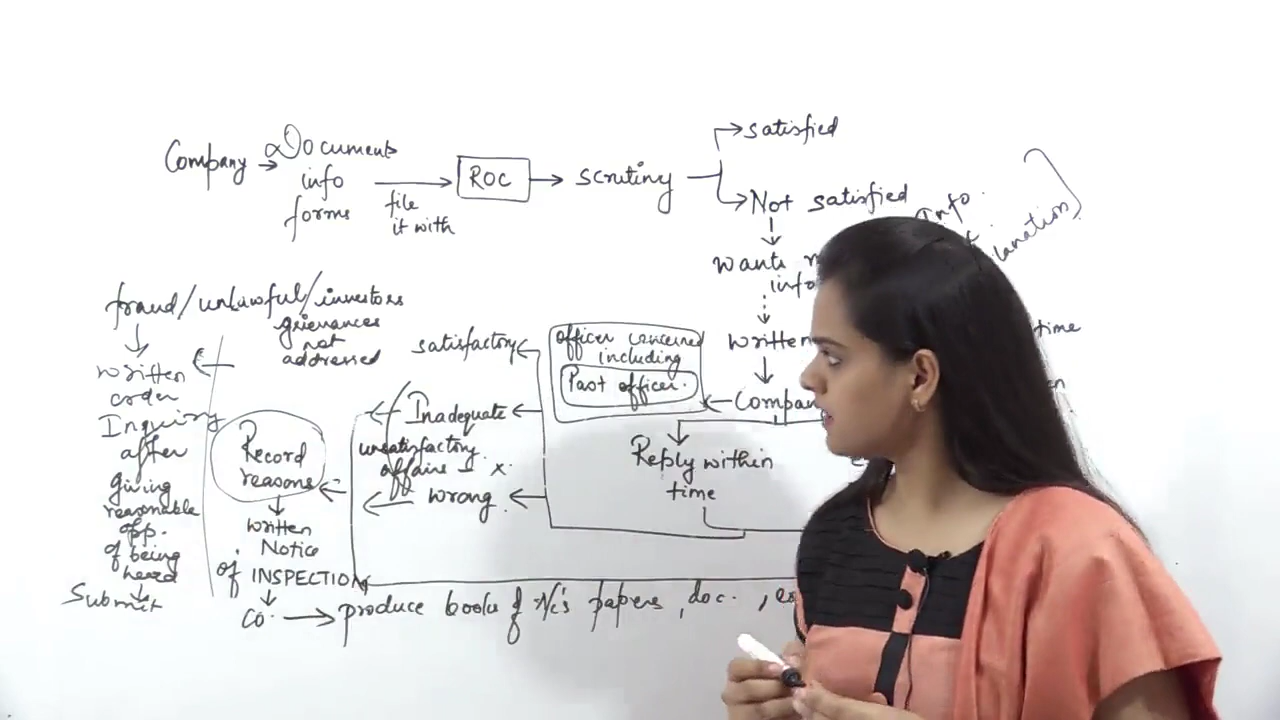 Company → Documents
info
forms
file
it with
ROC → scrutiny
satisfied
Not satisfied
info
Wants
info
written
time
Company
officer concerned
including
Past officer.
Reply within
time
satisfactory
Inadequate
unsatisfactory
affairs – x.
wrong
fraud/unlawful/investors
grievances
not
addressed
written
order
Inquiry
after
giving
reasonable
opp.
of being
heard
Submit
Record
reasons
written
Notice
of INSPECTION
Co. → produce books of A/c's papers, doc.,